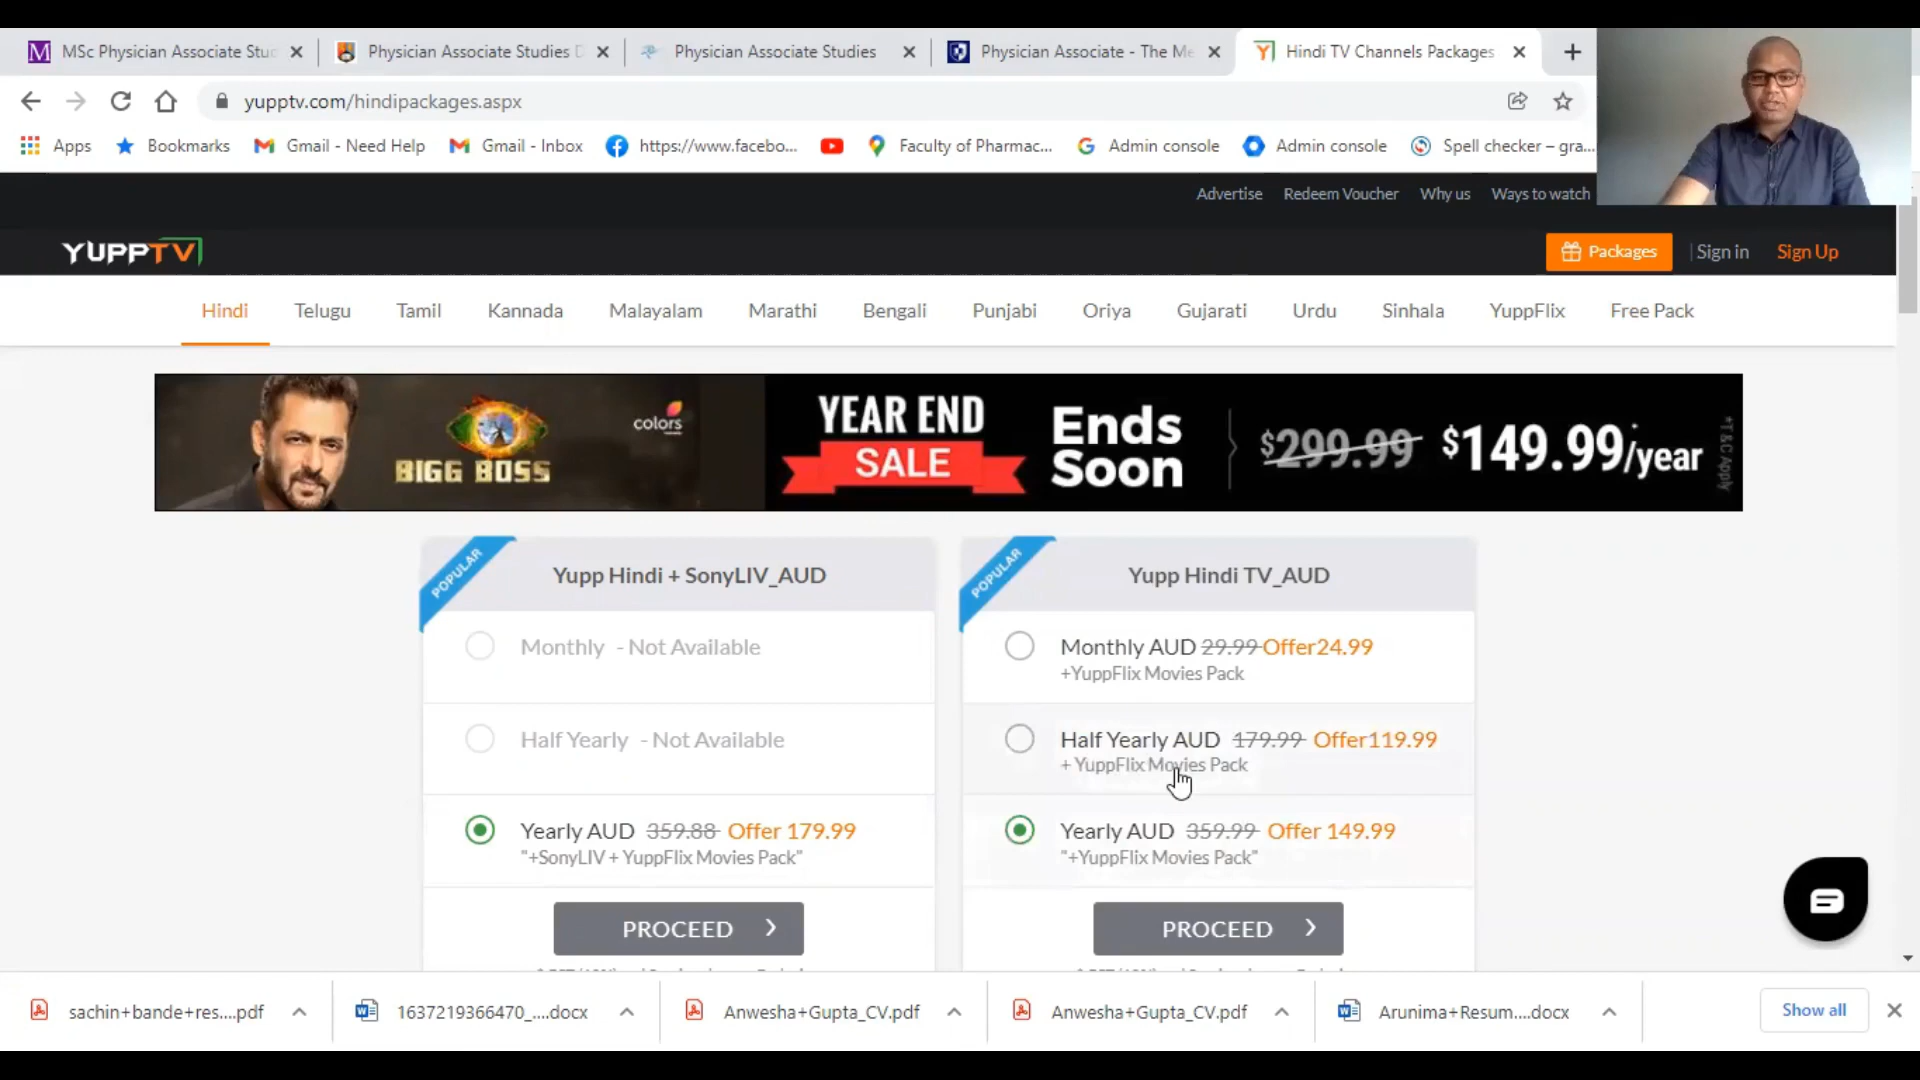 MSc Physician Associate Stu
Physician Associate Studies D
Physician Associate Studies
Physician Associate - The Me
Hindi TV Channels Packages
yupptv.com/hindipackages.aspx
Apps
Bookmarks
Gmail - Need Help
Gmail - Inbox
https://www.facebo...
Faculty of Pharmac...
Admin console
Admin console
Spell checker – gra...
Advertise
Redeem Voucher
Why us
Ways to watch
YUPPTV
Packages
Sign in
Sign Up
Hindi
Telugu
Tamil
Kannada
Malayalam
Marathi
Bengali
Punjabi
Oriya
Gujarati
Urdu
Sinhala
YuppFlix
Free Pack
BIGG BOSS
colors
YEAR END
SALE
Ends
Soon
$299.99
$149.99/year
*T & C Apply
POPULAR
Yupp Hindi + SonyLIV_AUD
Monthly - Not Available
Half Yearly - Not Available
Yearly AUD 359.88 Offer 179.99
"+SonyLIV + YuppFlix Movies Pack"
PROCEED
POPULAR
Yupp Hindi TV_AUD
Monthly AUD 29.99 Offer24.99
+YuppFlix Movies Pack
Half Yearly AUD 179.99 Offer119.99
+ YuppFlix Movies Pack
Yearly AUD 359.99 Offer 149.99
"+YuppFlix Movies Pack"
PROCEED
sachin+bande+res....pdf
1637219366470_....docx
Anwesha+Gupta_CV.pdf
Anwesha+Gupta_CV.pdf
Arunima+Resum....docx
Show all